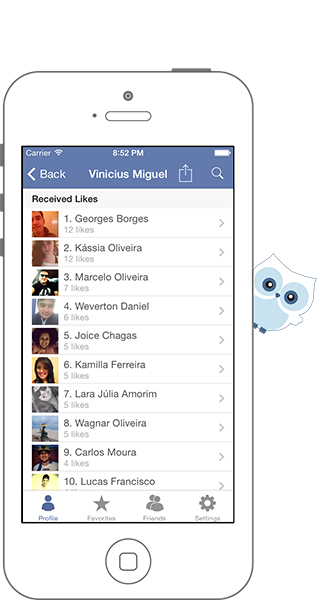 Carrier 8:52 PM
Back Vinicius Miguel
Received Likes
1. Georges Borges
12 likes
2. Kássia Oliveira
12 likes
3. Marcelo Oliveira
7 likes
4. Weverton Daniel
6 likes
5. Joice Chagas
5 likes
6. Kamilla Ferreira
5 likes
7. Lara Júlia Amorim
5 likes
8. Wagnar Oliveira
5 likes
9. Carlos Moura
4 likes
10. Lucas Francisco
Profile Favorites Friends Settings